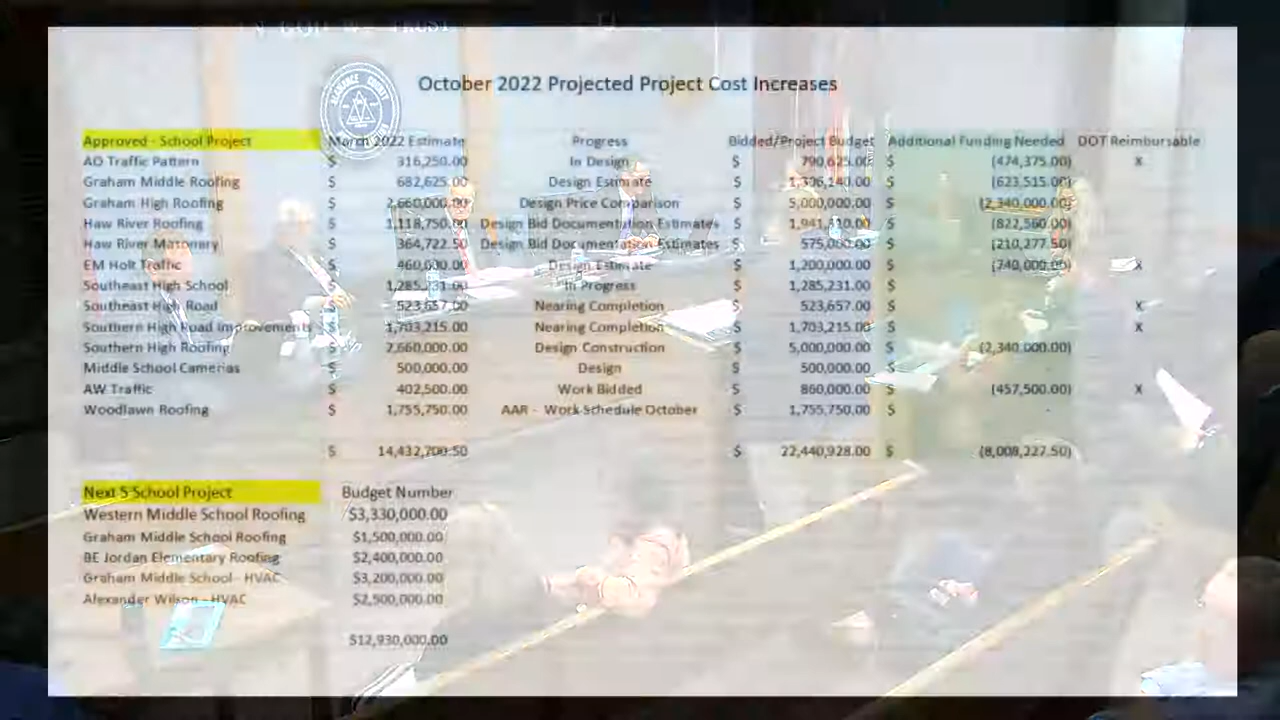 IN GOD WE TRUST
ALAMANCE COUNTY
October 2022 Projected Project Cost Increases
Approved - School Project March 2022 Estimate Progress Bidded/Project Budget Additional Funding Needed DOT Reimbursable
AO Traffic Pattern $ 316,250.00 In Design $ 790,625.00 $ (474,375.00) X
Graham Middle Roofing $ 682,625.00 Design Estimate $ 1,306,140.00 $ (623,515.00)
Graham High Roofing $ 2,660,000.00 Design Price Comparison $ 5,000,000.00 $ (2,340,000.00)
Haw River Roofing $ 1,118,750.00 Design Bid Documentation Estimates $ 1,941,310.00 $ (822,560.00)
Haw River Masonary $ 364,722.50 Design Bid Documentation Estimates $ 575,000.00 $ (210,277.50)
EM Holt Traffic $ 460,000.00 Design Estimate $ 1,200,000.00 $ (740,000.00) X
Southeast High School $ 1,285,231.00 In Progress $ 1,285,231.00 $
Southeast High Road $ 523,657.00 Nearing Completion $ 523,657.00 $ X
Southern High Road Improvements $ 1,703,215.00 Nearing Completion $ 1,703,215.00 $ X
Southern High Roofing $ 2,660,000.00 Design Construction $ 5,000,000.00 $ (2,340,000.00)
Middle School Cameras $ 500,000.00 Design $ 500,000.00 $ -
AW Traffic $ 402,500.00 Work Bidded $ 860,000.00 $ (457,500.00) X
Woodlawn Roofing $ 1,755,750.00 AAR - Work Schedule October $ 1,755,750.00 $ -
$ 14,432,700.50 $ 22,440,928.00 $ (8,008,227.50)
Next 5 School Project Budget Number
Western Middle School Roofing $3,330,000.00
Graham Middle School Roofing $1,500,000.00
BE Jordan Elementary Roofing $2,400,000.00
Graham Middle School - HVAC $3,200,000.00
Alexander Wilson - HVAC $2,500,000.00
$12,930,000.00